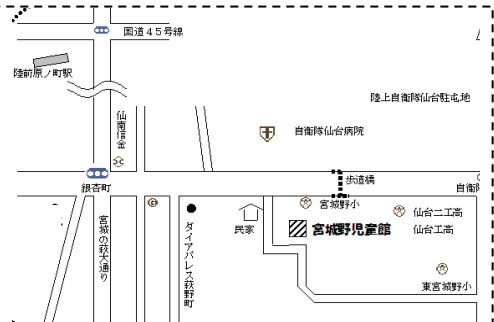 国道45号線
陸前原ノ町駅
陸上自衛隊仙台駐屯地
仙南信金
自衛隊仙台病院
歩道橋
銀杏町
自衛隊
宮城野小
仙台二工高
民家
宮城野児童館
仙台工高
宮城の萩大通り
ダイアパレス萩野町
東宮城野小